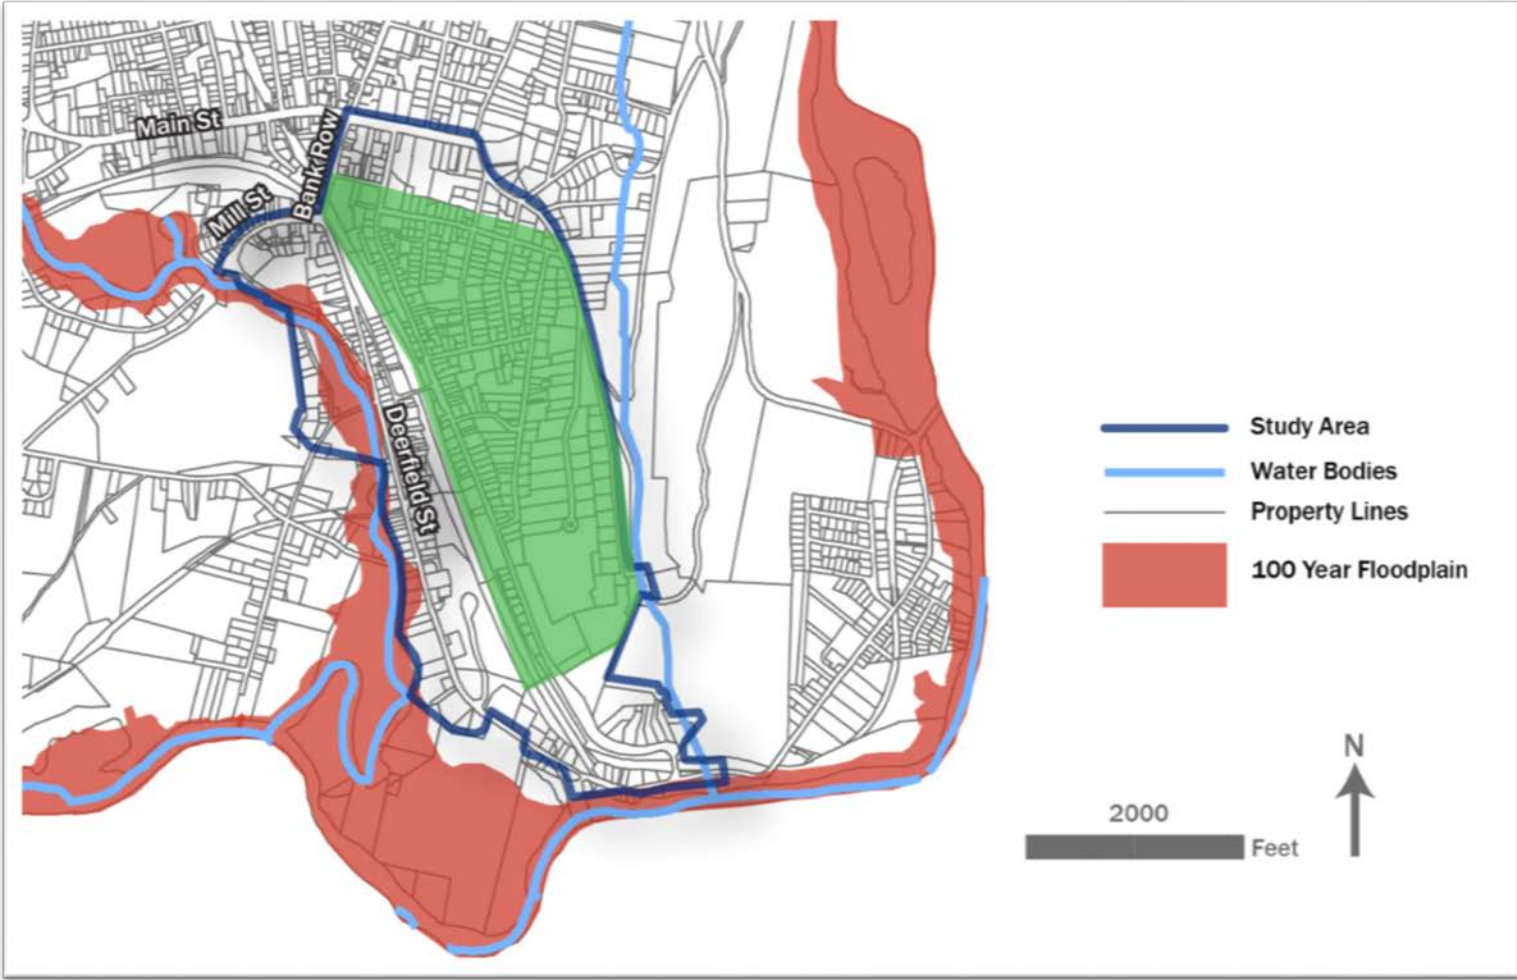 Main St
Bank Row
Mill St
Deerfield St
Study Area
Water Bodies
Property Lines
100 Year Floodplain
N
2000
Feet